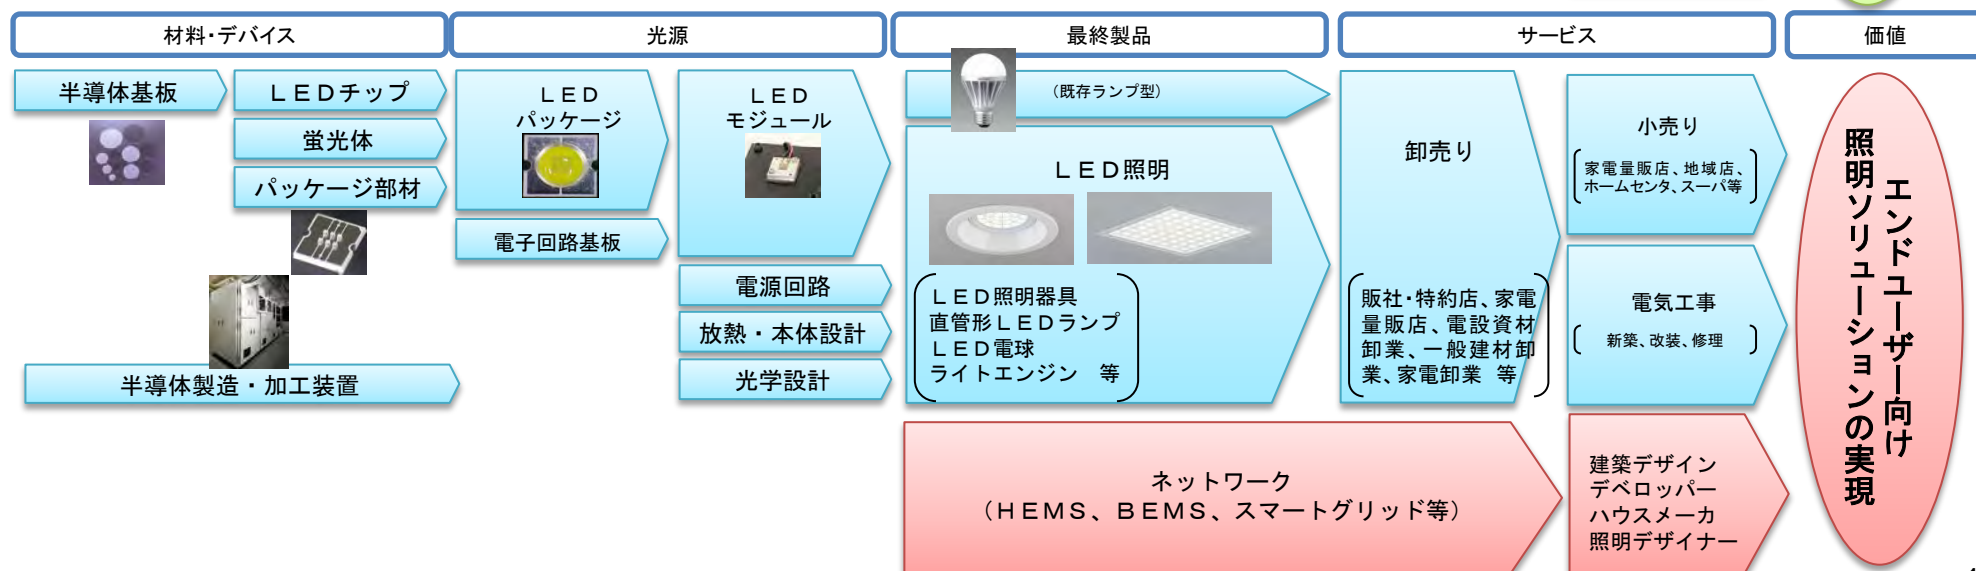 材料・デバイス
光源
最終製品
サービス
価値
半導体基板
ＬＥＤチップ
蛍光体
パッケージ部材
半導体製造・加工装置
ＬＥＤ
パッケージ
電子回路基板
ＬＥＤ
モジュール
電源回路
放熱・本体設計
光学設計
（既存ランプ型）
ＬＥＤ照明
ＬＥＤ照明器具
直管形ＬＥＤランプ
ＬＥＤ電球
ライトエンジン　等
卸売り
販社・特約店、家電
量販店、電設資材
卸業、一般建材卸
業、家電卸業　等
小売り
家電量販店、地域店、
ホームセンタ、スーパ等
電気工事
新築、改装、修理
ネットワーク
（ＨＥＭＳ、ＢＥＭＳ、スマートグリッド等）
建築デザイン
デベロッパー
ハウスメーカ
照明デザイナー
エンドユーザー向け
照明ソリューションの実現